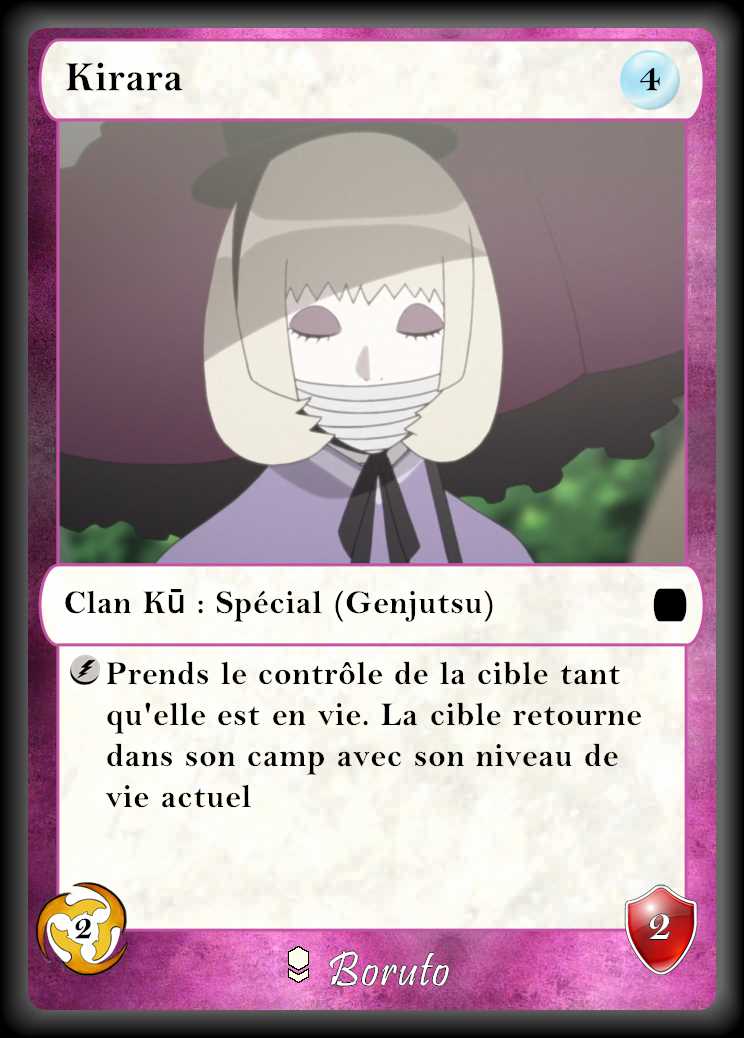 Kirara
4
Clan Kū : Spécial (Genjutsu)
Prends le contrôle de la cible tant
qu'elle est en vie. La cible retourne
dans son camp avec son niveau de
vie actuel
2
2
Boruto